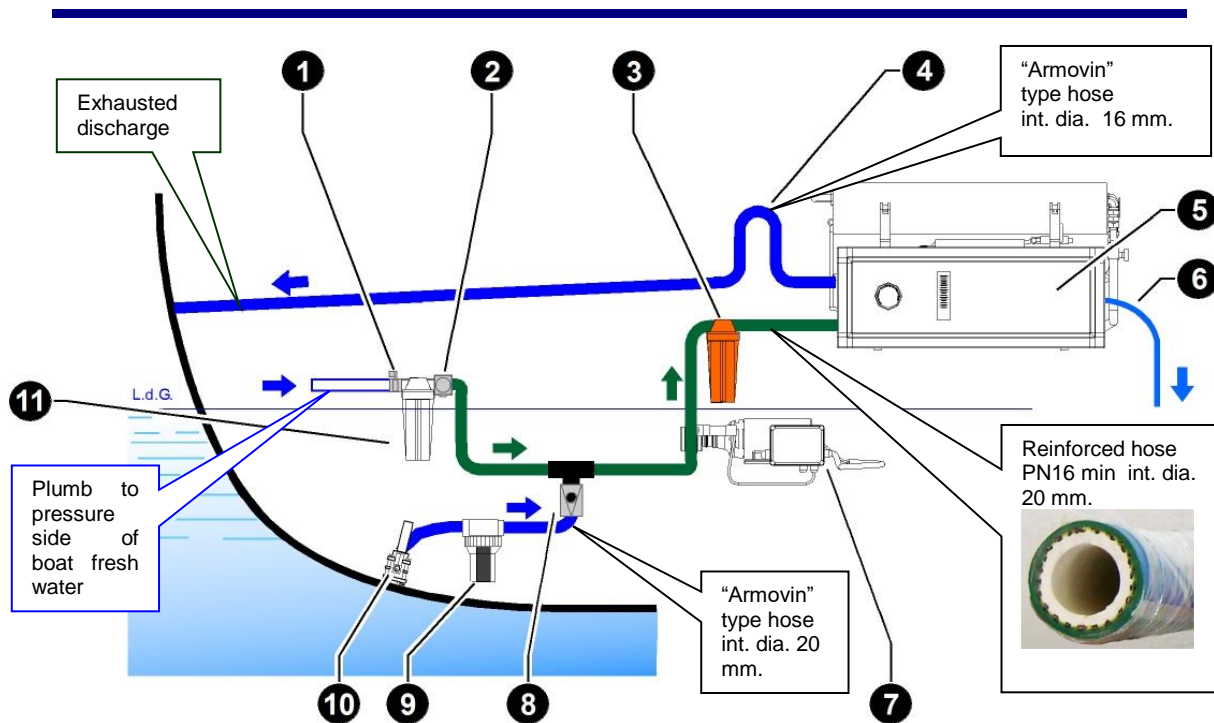 1
2
3
4
"Armovin"
type hose
int. dia. 16 mm.
Exhausted
discharge
5
6
L.d.G.
11
Plumb to
pressure
side of
boat fresh
water
Reinforced hose
PN16 min int. dia.
20 mm.
"Armovin"
type hose
int. dia. 20
mm.
10
9
8
7